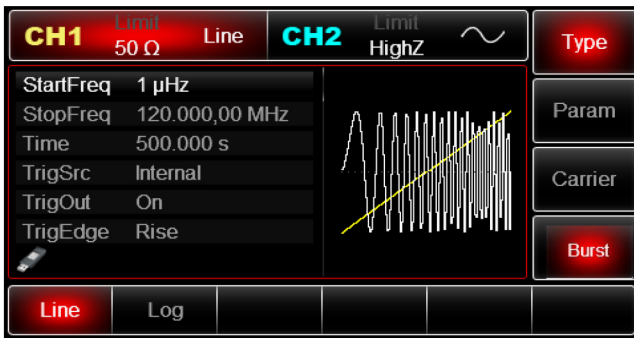 CH1 Limit 50 Ω Line CH2 Limit HighZ
Type
StartFreq 1 µHz
StopFreq 120.000,00 MHz
Time 500.000 s
TrigSrc Internal
TrigOut On
TrigEdge Rise
Param
Carrier
Burst
Line Log